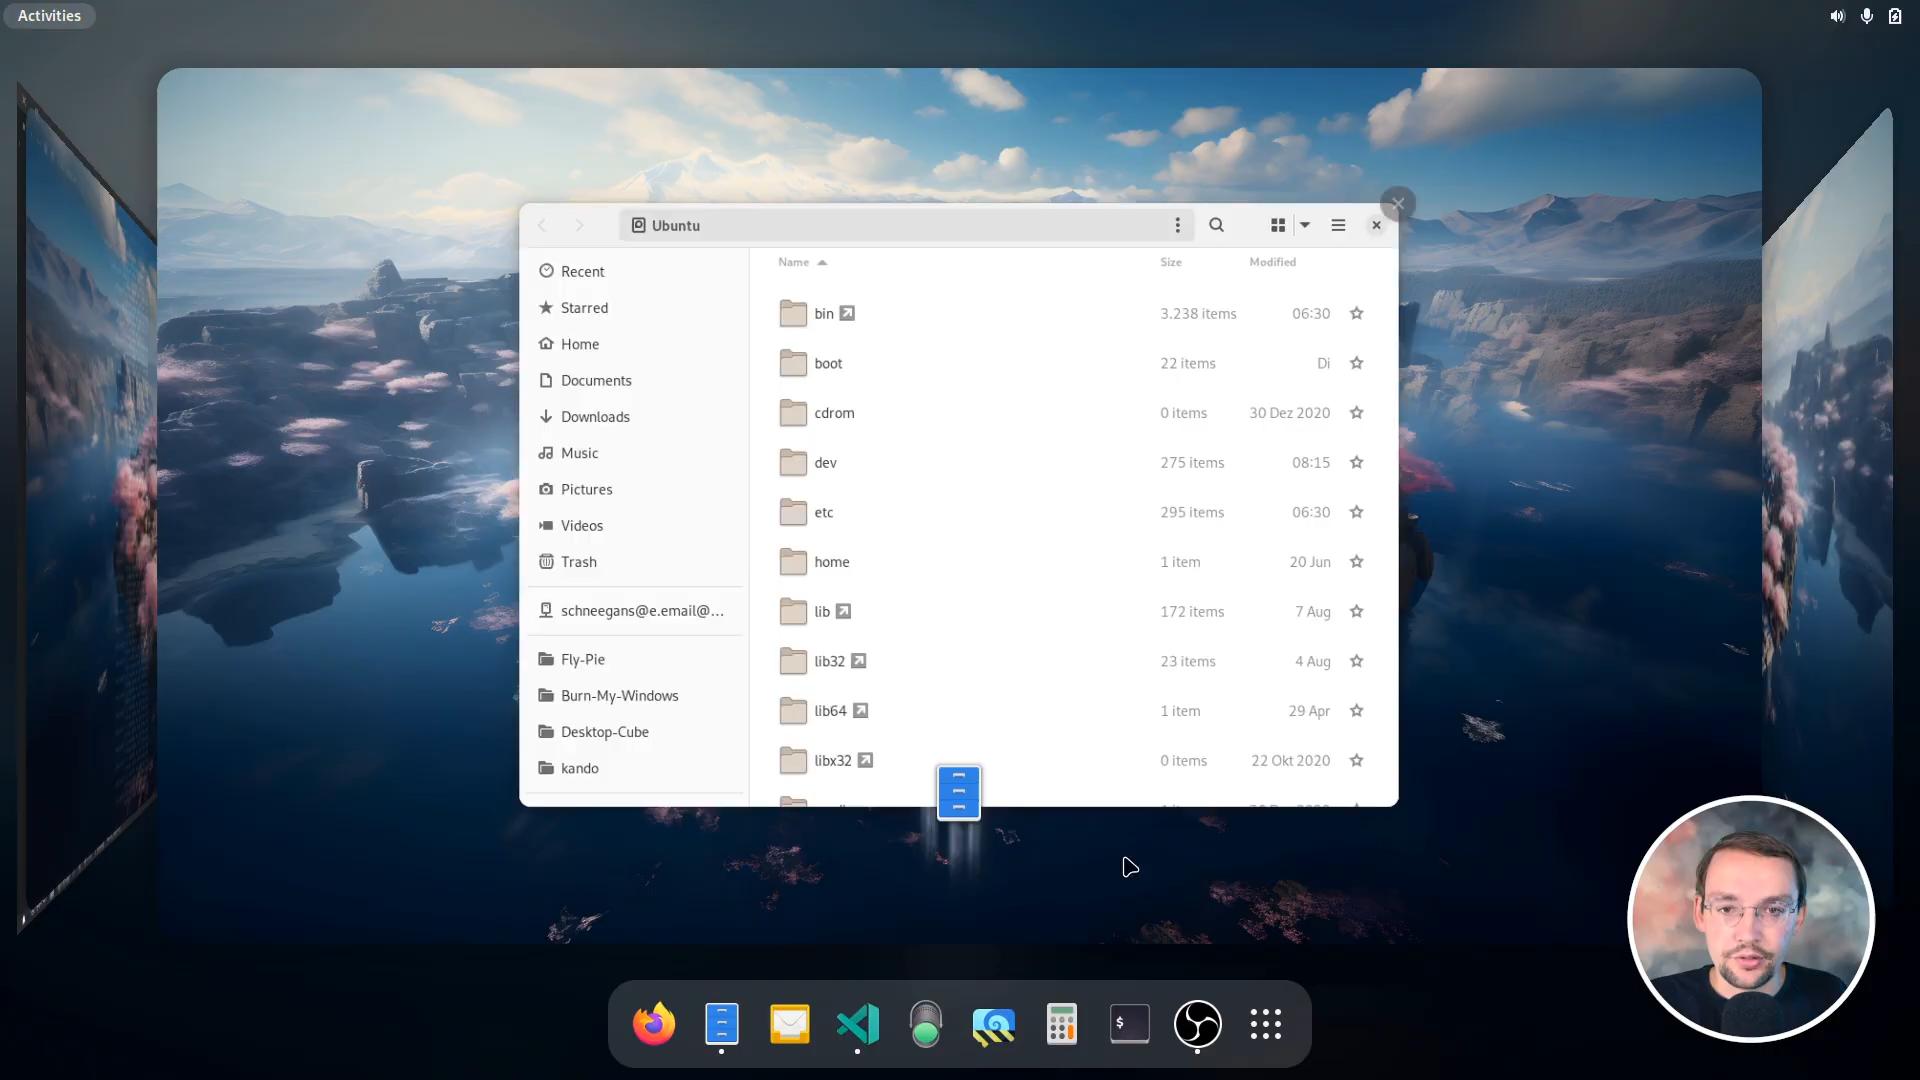 Activities
Ubuntu
Name Size Modified
Recent
Starred
Home
Documents
Downloads
Music
Pictures
Videos
Trash
schneegans@e.email@...
Fly-Pie
Burn-My-Windows
Desktop-Cube
kando
bin 3.238 items 06:30
boot 22 items Di
cdrom 0 items 30 Dez 2020
dev 275 items 08:15
etc 295 items 06:30
home 1 item 20 Jun
lib 172 items 7 Aug
lib32 23 items 4 Aug
lib64 1 item 29 Apr
libx32 0 items 22 Okt 2020
$